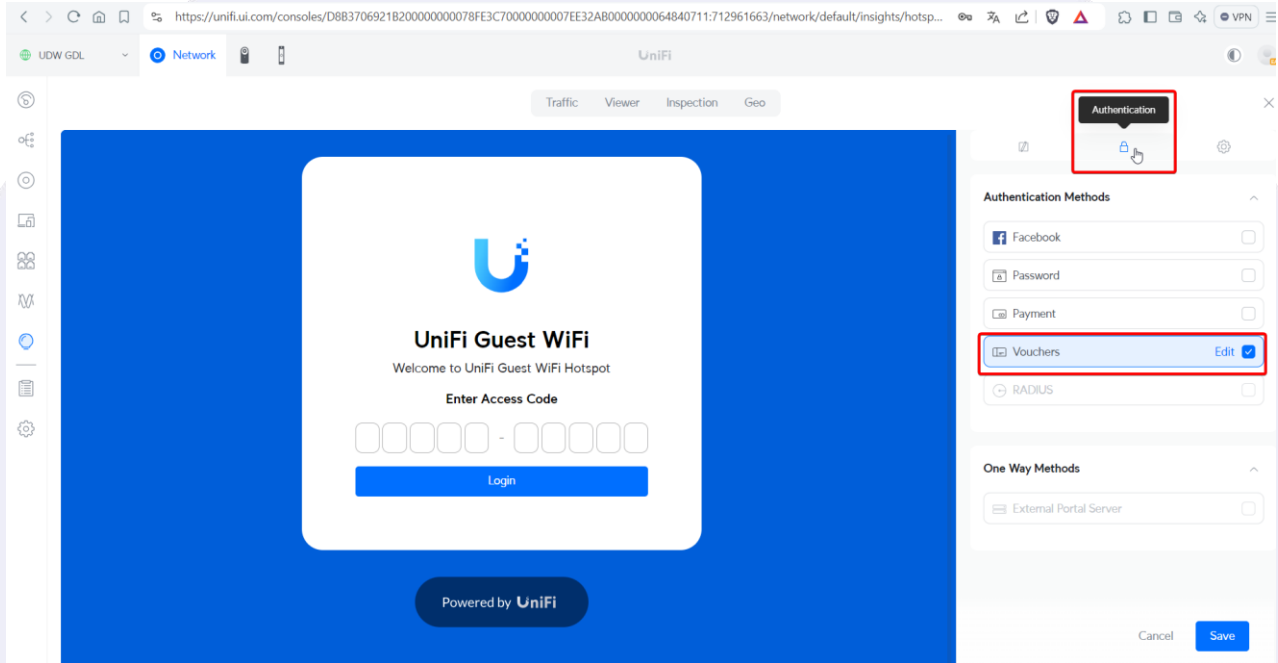 https://unifi.ui.com/consoles/D8B3706921B200000000078FE3C70000000007EE32AB0000000064840711:712961663/network/default/insights/hotsp...
VPN
UDW GDL
Network
UniFi
Traffic Viewer Inspection Geo
Authentication
UniFi Guest WiFi
Welcome to UniFi Guest WiFi Hotspot
Enter Access Code
-
Login
Powered by UniFi
Authentication Methods
Facebook
Password
Payment
Vouchers Edit
RADIUS
One Way Methods
External Portal Server
Cancel Save